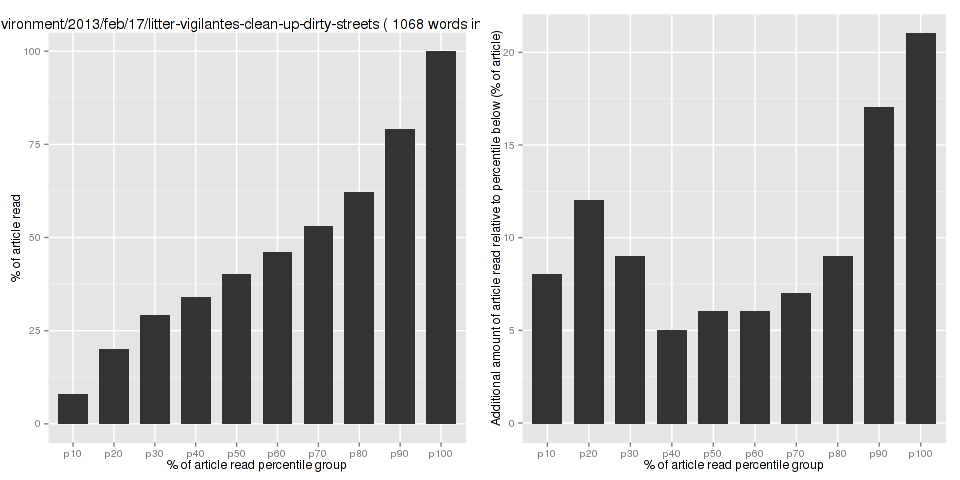 vironment/2013/feb/17/litter-vigilantes-clean-up-dirty-streets ( 1068 words in
% of article read
100
75
50
25
0
p10 p20 p30 p40 p50 p60 p70 p80 p90 p100
% of article read percentile group
Additional amount of article read relative to percentile below (% of article)
20
15
10
5
0
p10 p20 p30 p40 p50 p60 p70 p80 p90 p100
% of article read percentile group